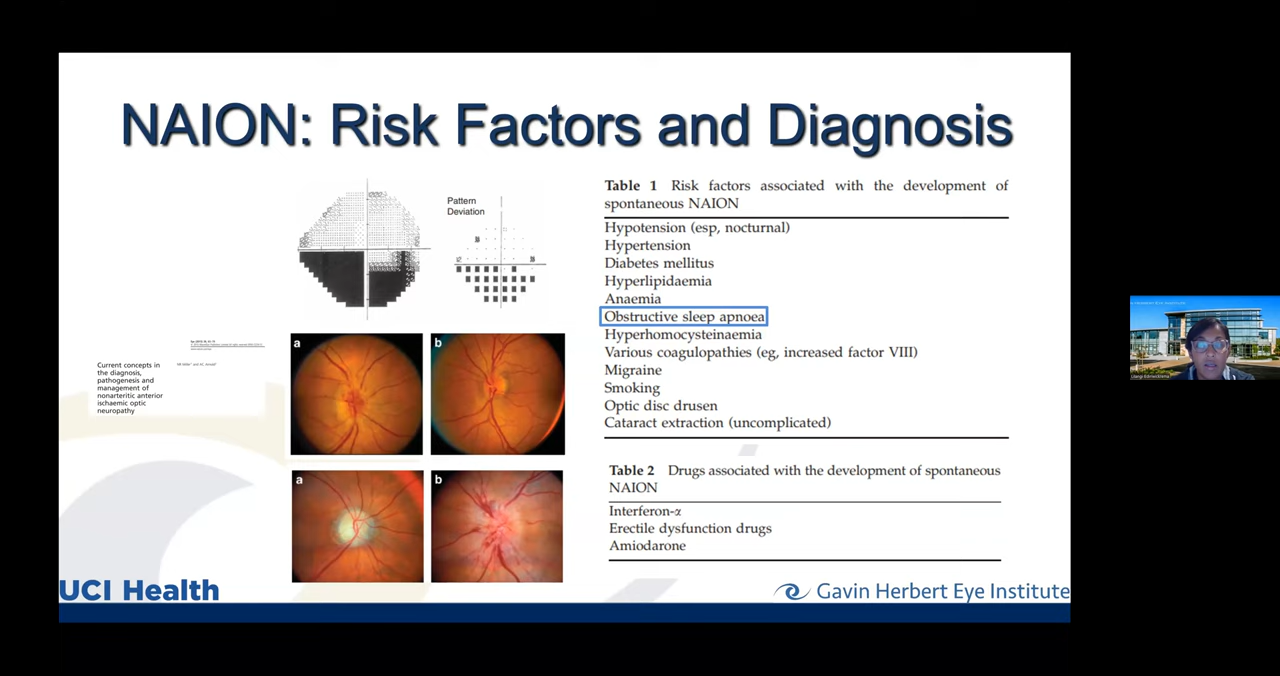 NAION: Risk Factors and Diagnosis
Pattern
Deviation
Current concepts in
the diagnosis,
pathogenesis and
management of
nonarteritic anterior
ischaemic optic
neuropathy
a
b
a
b
Table 1 Risk factors associated with the development of
spontaneous NAION
Hypotension (esp, nocturnal)
Hypertension
Diabetes mellitus
Hyperlipidaemia
Anaemia
Obstructive sleep apnoea
Hyperhomocysteinaemia
Various coagulopathies (eg, increased factor VIII)
Migraine
Smoking
Optic disc drusen
Cataract extraction (uncomplicated)
Table 2 Drugs associated with the development of spontaneous
NAION
Interferon-α
Erectile dysfunction drugs
Amiodarone
UCI Health
Gavin Herbert Eye Institute